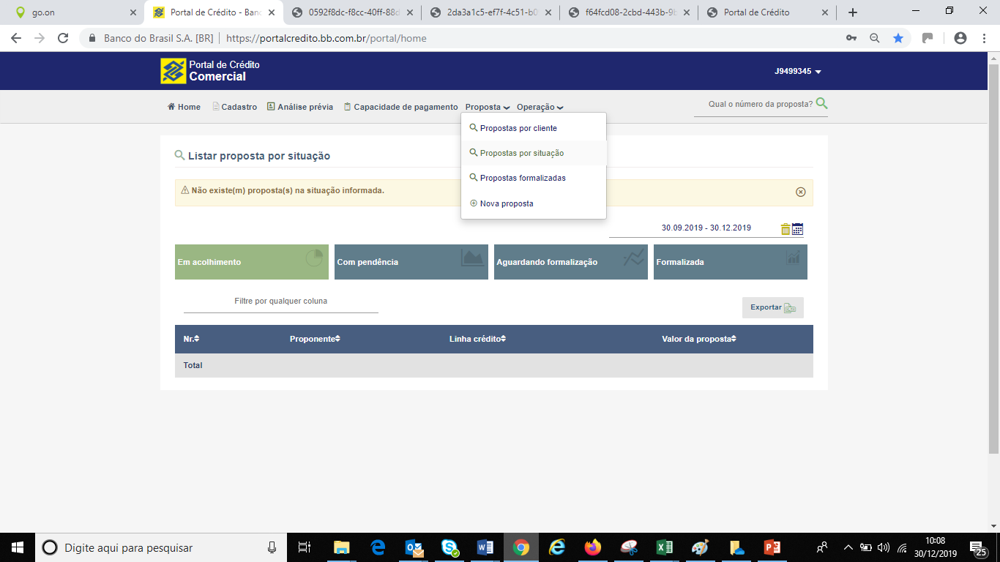 go.on
Portal de Crédito - Banc
0592f8dc-f8cc-40ff-88d
2da3a1c5-ef7f-4c51-b0
f64fcd08-2cbd-443b-9b
Portal de Crédito
Banco do Brasil S.A. [BR] | https://portalcredito.bb.com.br/portal/home
Portal de Crédito
Comercial
J9499345
Home Cadastro Análise prévia Capacidade de pagamento Proposta Operação
Qual o número da proposta?
Propostas por cliente
Propostas por situação
Propostas formalizadas
Nova proposta
Listar proposta por situação
Não existe(m) proposta(s) na situação informada.
30.09.2019 - 30.12.2019
Em acolhimento
Com pendência
Aguardando formalização
Formalizada
Filtre por qualquer coluna
Exportar
Nr. Proponente Linha crédito Valor da proposta
Total
Digite aqui para pesquisar
10:08
30/12/2019
25